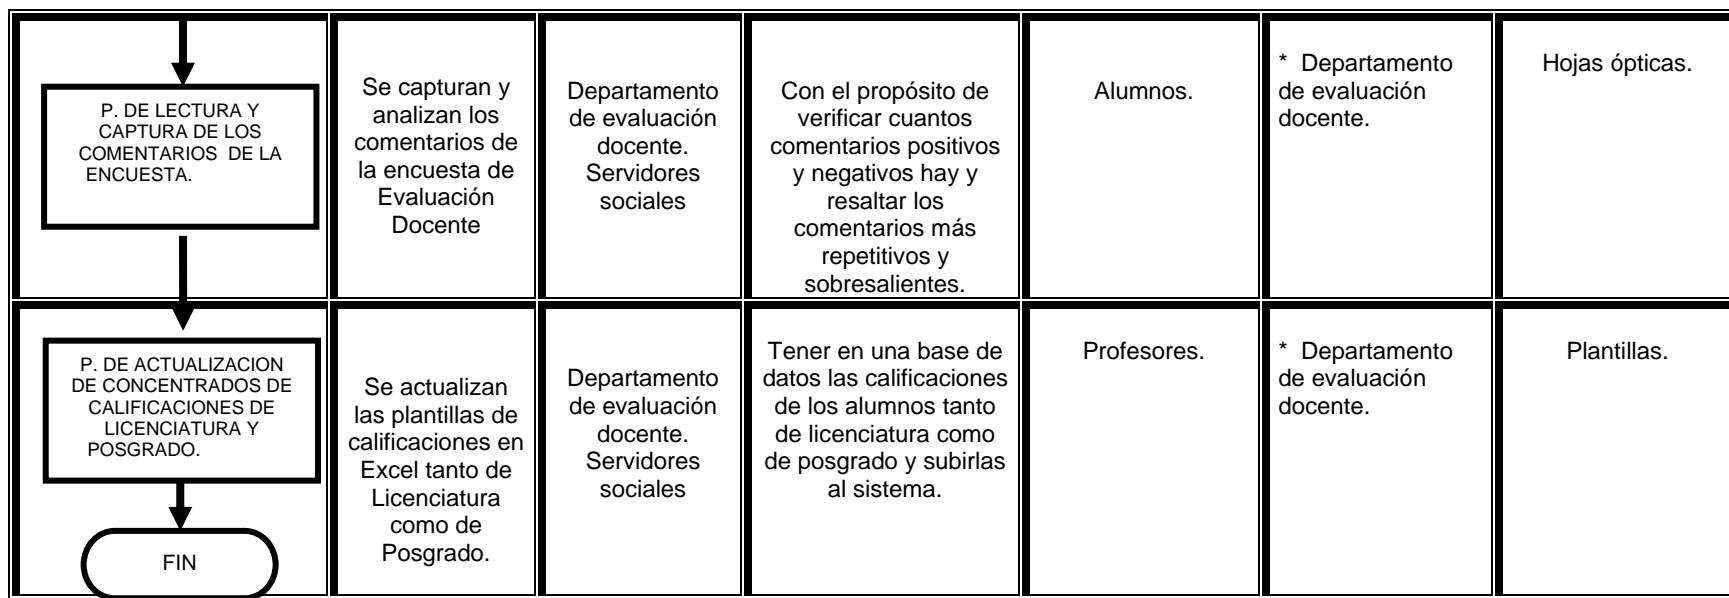 P. DE LECTURA Y
CAPTURA DE LOS
COMENTARIOS DE LA
ENCUESTA.
Se capturan y
analizan los
comentarios de
la encuesta de
Evaluación
Docente
Departamento
de evaluación
docente.
Servidores
sociales
Con el propósito de
verificar cuantos
comentarios positivos
y negativos hay y
resaltar los
comentarios más
repetitivos y
sobresalientes.
Alumnos.
* Departamento
de evaluación
docente.
Hojas ópticas.
P. DE ACTUALIZACION
DE CONCENTRADOS DE
CALIFICACIONES DE
LICENCIATURA Y
POSGRADO.
Se actualizan
las plantillas de
calificaciones en
Excel tanto de
Licenciatura
como de
Posgrado.
Departamento
de evaluación
docente.
Servidores
sociales
Tener en una base de
datos las calificaciones
de los alumnos tanto
de licenciatura como
de posgrado y subirlas
al sistema.
Profesores.
* Departamento
de evaluación
docente.
Plantillas.
FIN